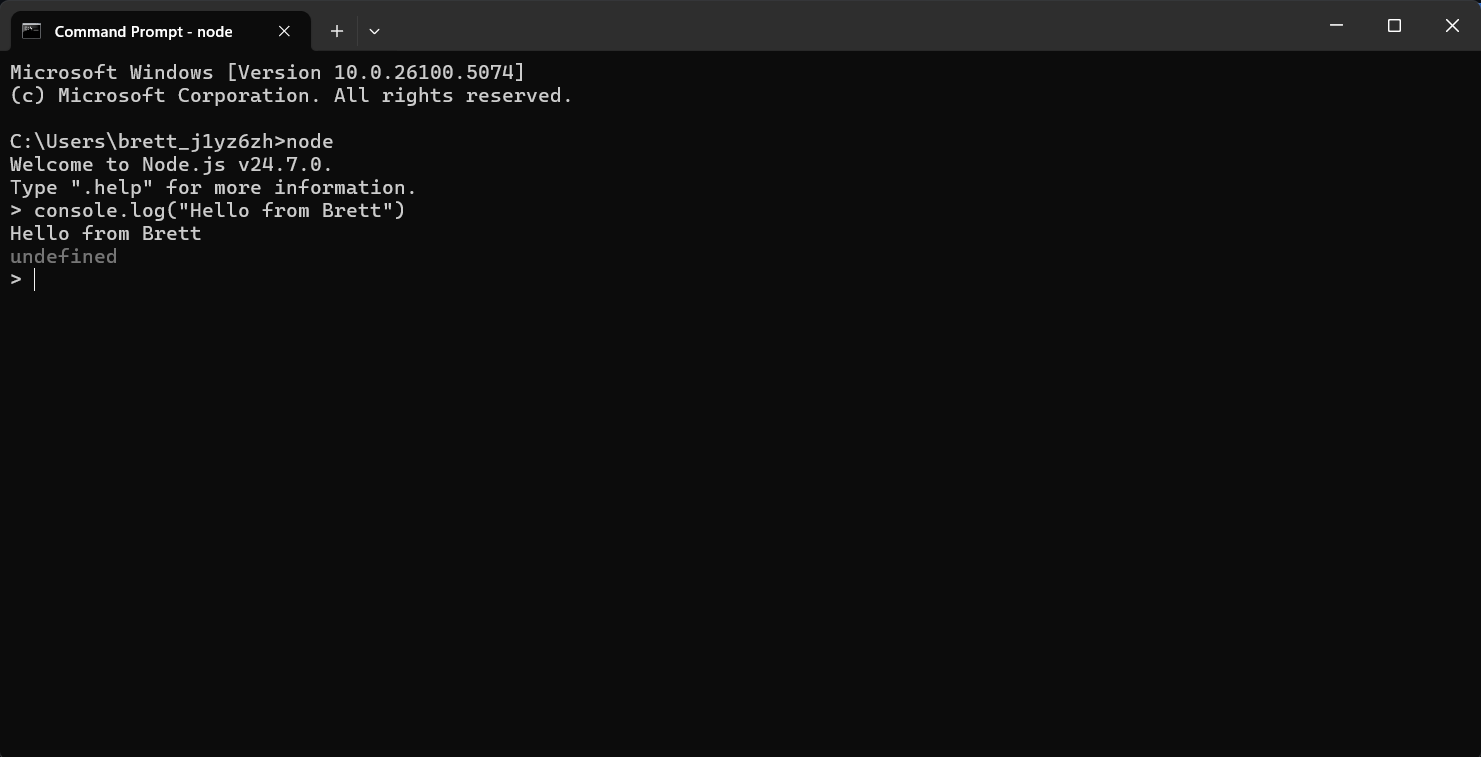 Command Prompt - node
Microsoft Windows [Version 10.0.26100.5074]
(c) Microsoft Corporation. All rights reserved.
C:\Users\brett_j1yz6zh>node
Welcome to Node.js v24.7.0.
Type ".help" for more information.
> console.log("Hello from Brett")
Hello from Brett
undefined
>